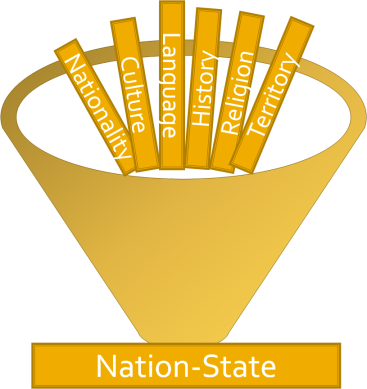 Nationality
Culture
Language
History
Religion
Territory
Nation-State